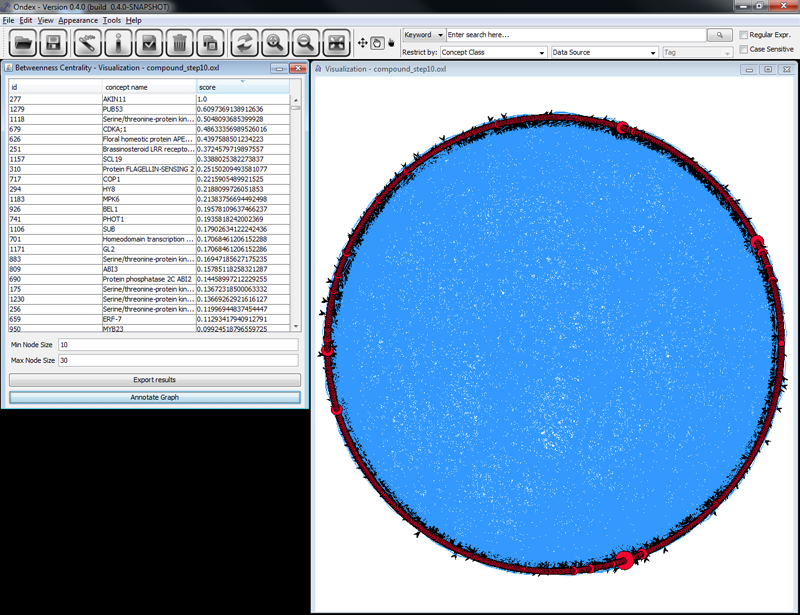 Ondex - Version 0.4.0 (build 0.4.0-SNAPSHOT)
File Edit View Appearance Tools Help
Keyword Enter search here... Regular Expr.
Restrict by: Concept Class Data Source Tag Case Sensitive
Betweenness Centrality - Visualization - compound_step10.oxl
Visualization - compound_step10.oxl
id concept name score
277 AKIN11 1.0
1279 PUB53 0.6097369138912636
1118 Serine/threonine-protein kin... 0.5048093685399928
679 CDKA;1 0.48633356989526016
626 Floral homeotic protein APE... 0.4397588501234223
251 Brassinosteroid LRR recepto... 0.3724579719897557
1157 SCL19 0.3388025382273837
310 Protein FLAGELLIN-SENSING 2 0.25150209493581077
717 COP1 0.2215905489921525
294 HY8 0.2188099726051853
1183 MPK6 0.21383756694492498
926 BEL1 0.19578109637466237
741 PHOT1 0.1935818242002369
1106 SUB 0.17902634122242436
701 Homeodomain transcription ... 0.17068461206152288
1171 GL2 0.17068461206152286
883 Serine/threonine-protein kin... 0.16947185627175235
809 ABI3 0.15785118258321287
690 Protein phosphatase 2C ABI2 0.14458997212229255
175 Serine/threonine-protein kin... 0.13672318500063332
1230 Serine/threonine-protein kin... 0.13669262921616127
256 Serine/threonine-protein kin... 0.11996944837454447
659 ERF-7 0.11293417940912791
950 MYB23 0.09924518796559725
Min Node Size 10
Max Node Size 30
Export results
Annotate Graph